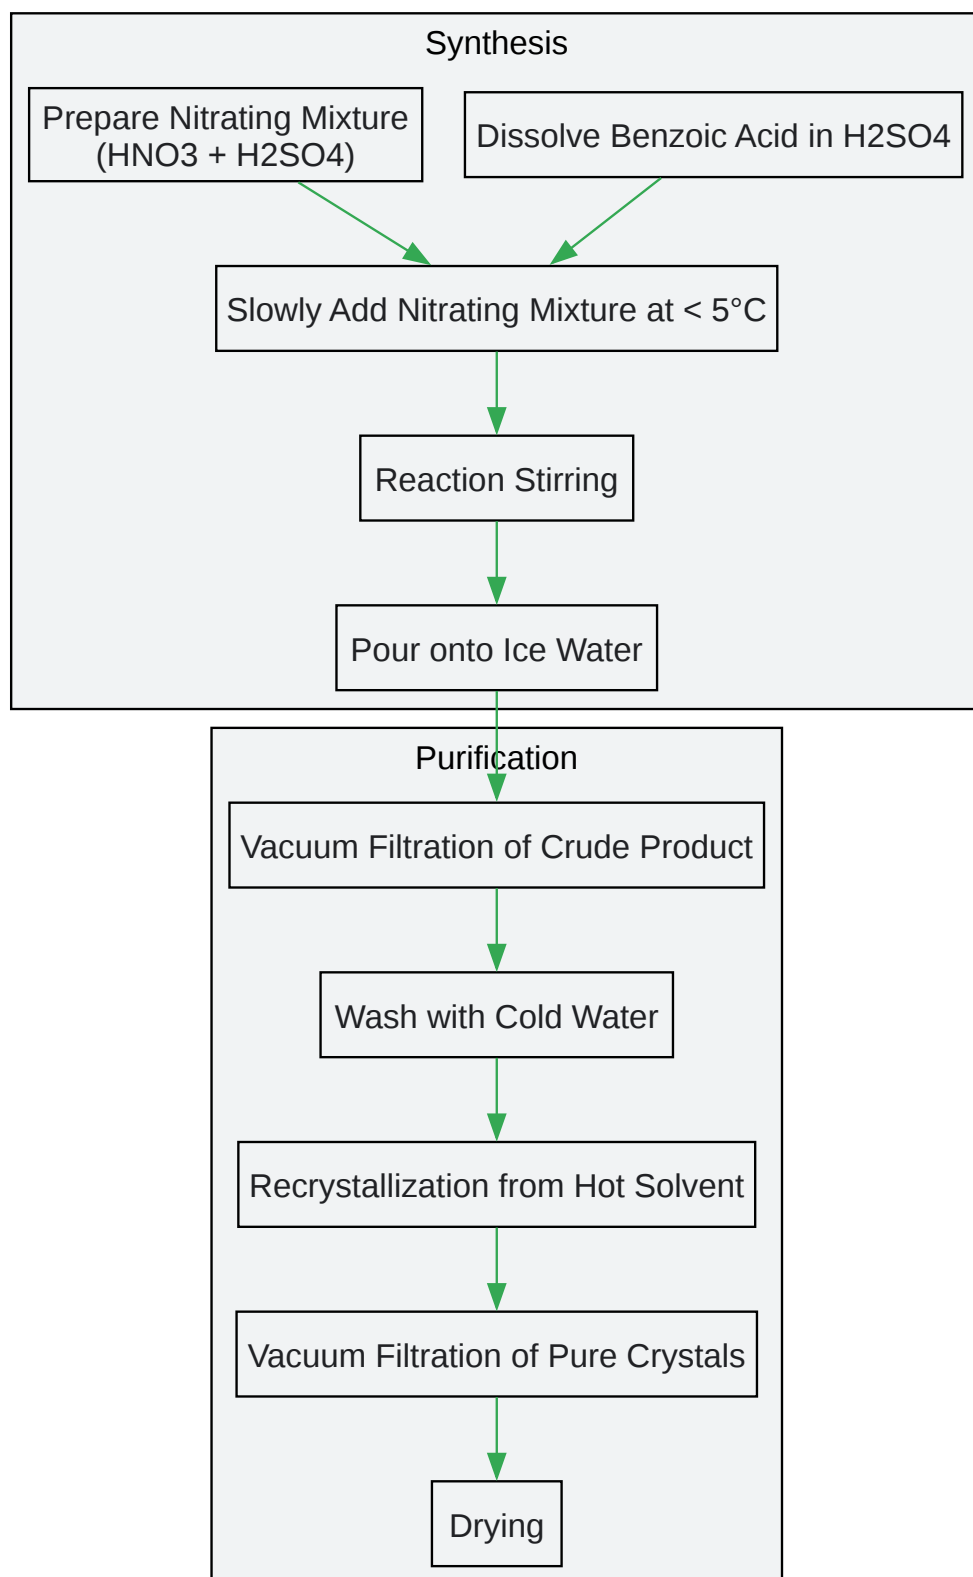 Synthesis
Prepare Nitrating Mixture
(HNO3 + H2SO4)
Dissolve Benzoic Acid in H2SO4
Slowly Add Nitrating Mixture at < 5°C
Reaction Stirring
Pour onto Ice Water
Purification
Vacuum Filtration of Crude Product
Wash with Cold Water
Recrystallization from Hot Solvent
Vacuum Filtration of Pure Crystals
Drying